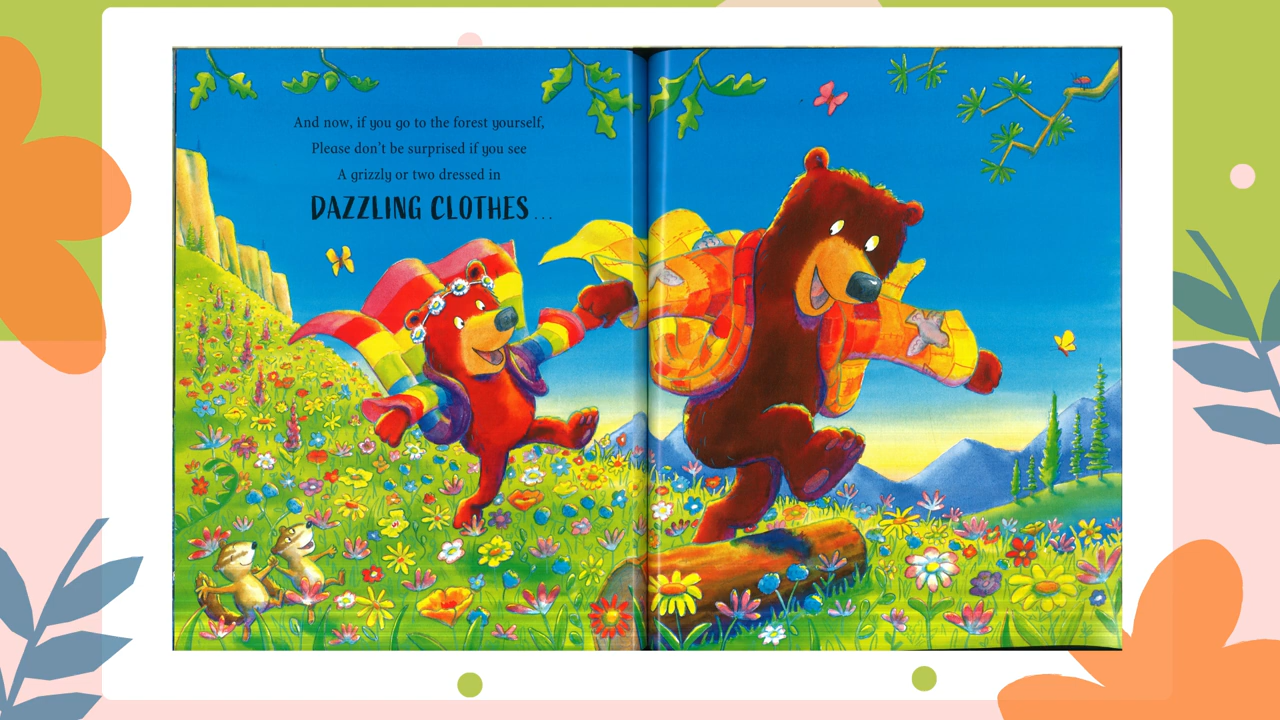 And now, if you go to the forest yourself,
Please don't be surprised if you see
A grizzly or two dressed in
DAZZLING CLOTHES...